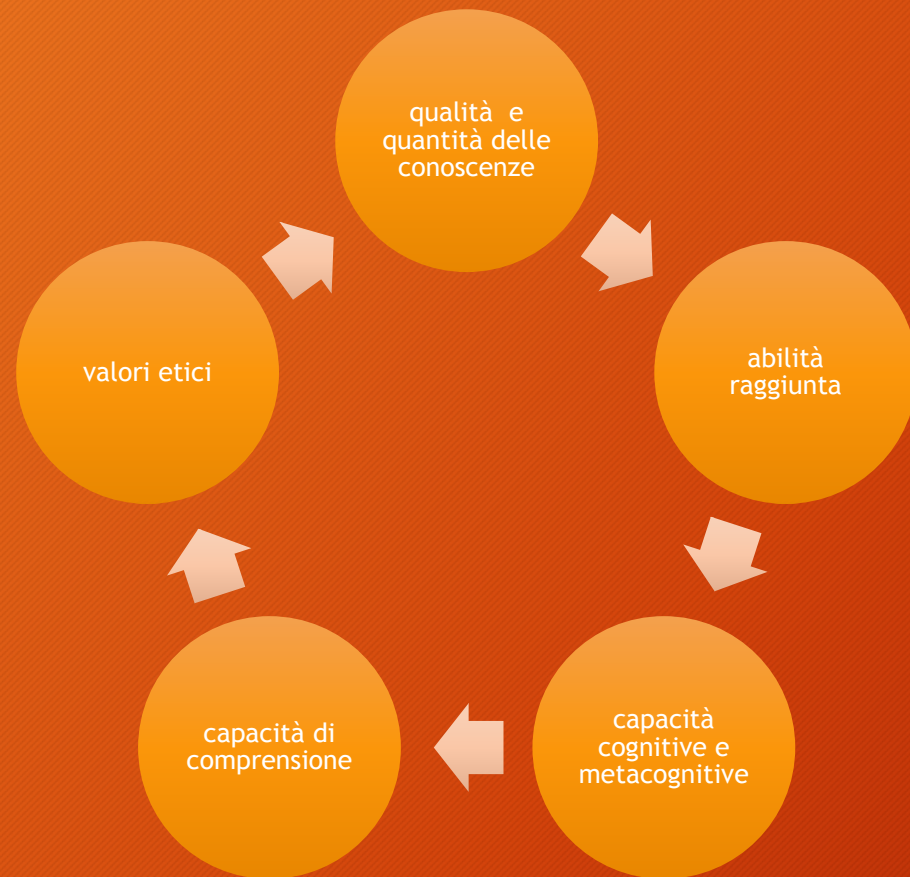 qualità e
quantità delle
conoscenze
abilità
raggiunta
capacità
cognitive e
metacognitive
capacità di
comprensione
valori etici